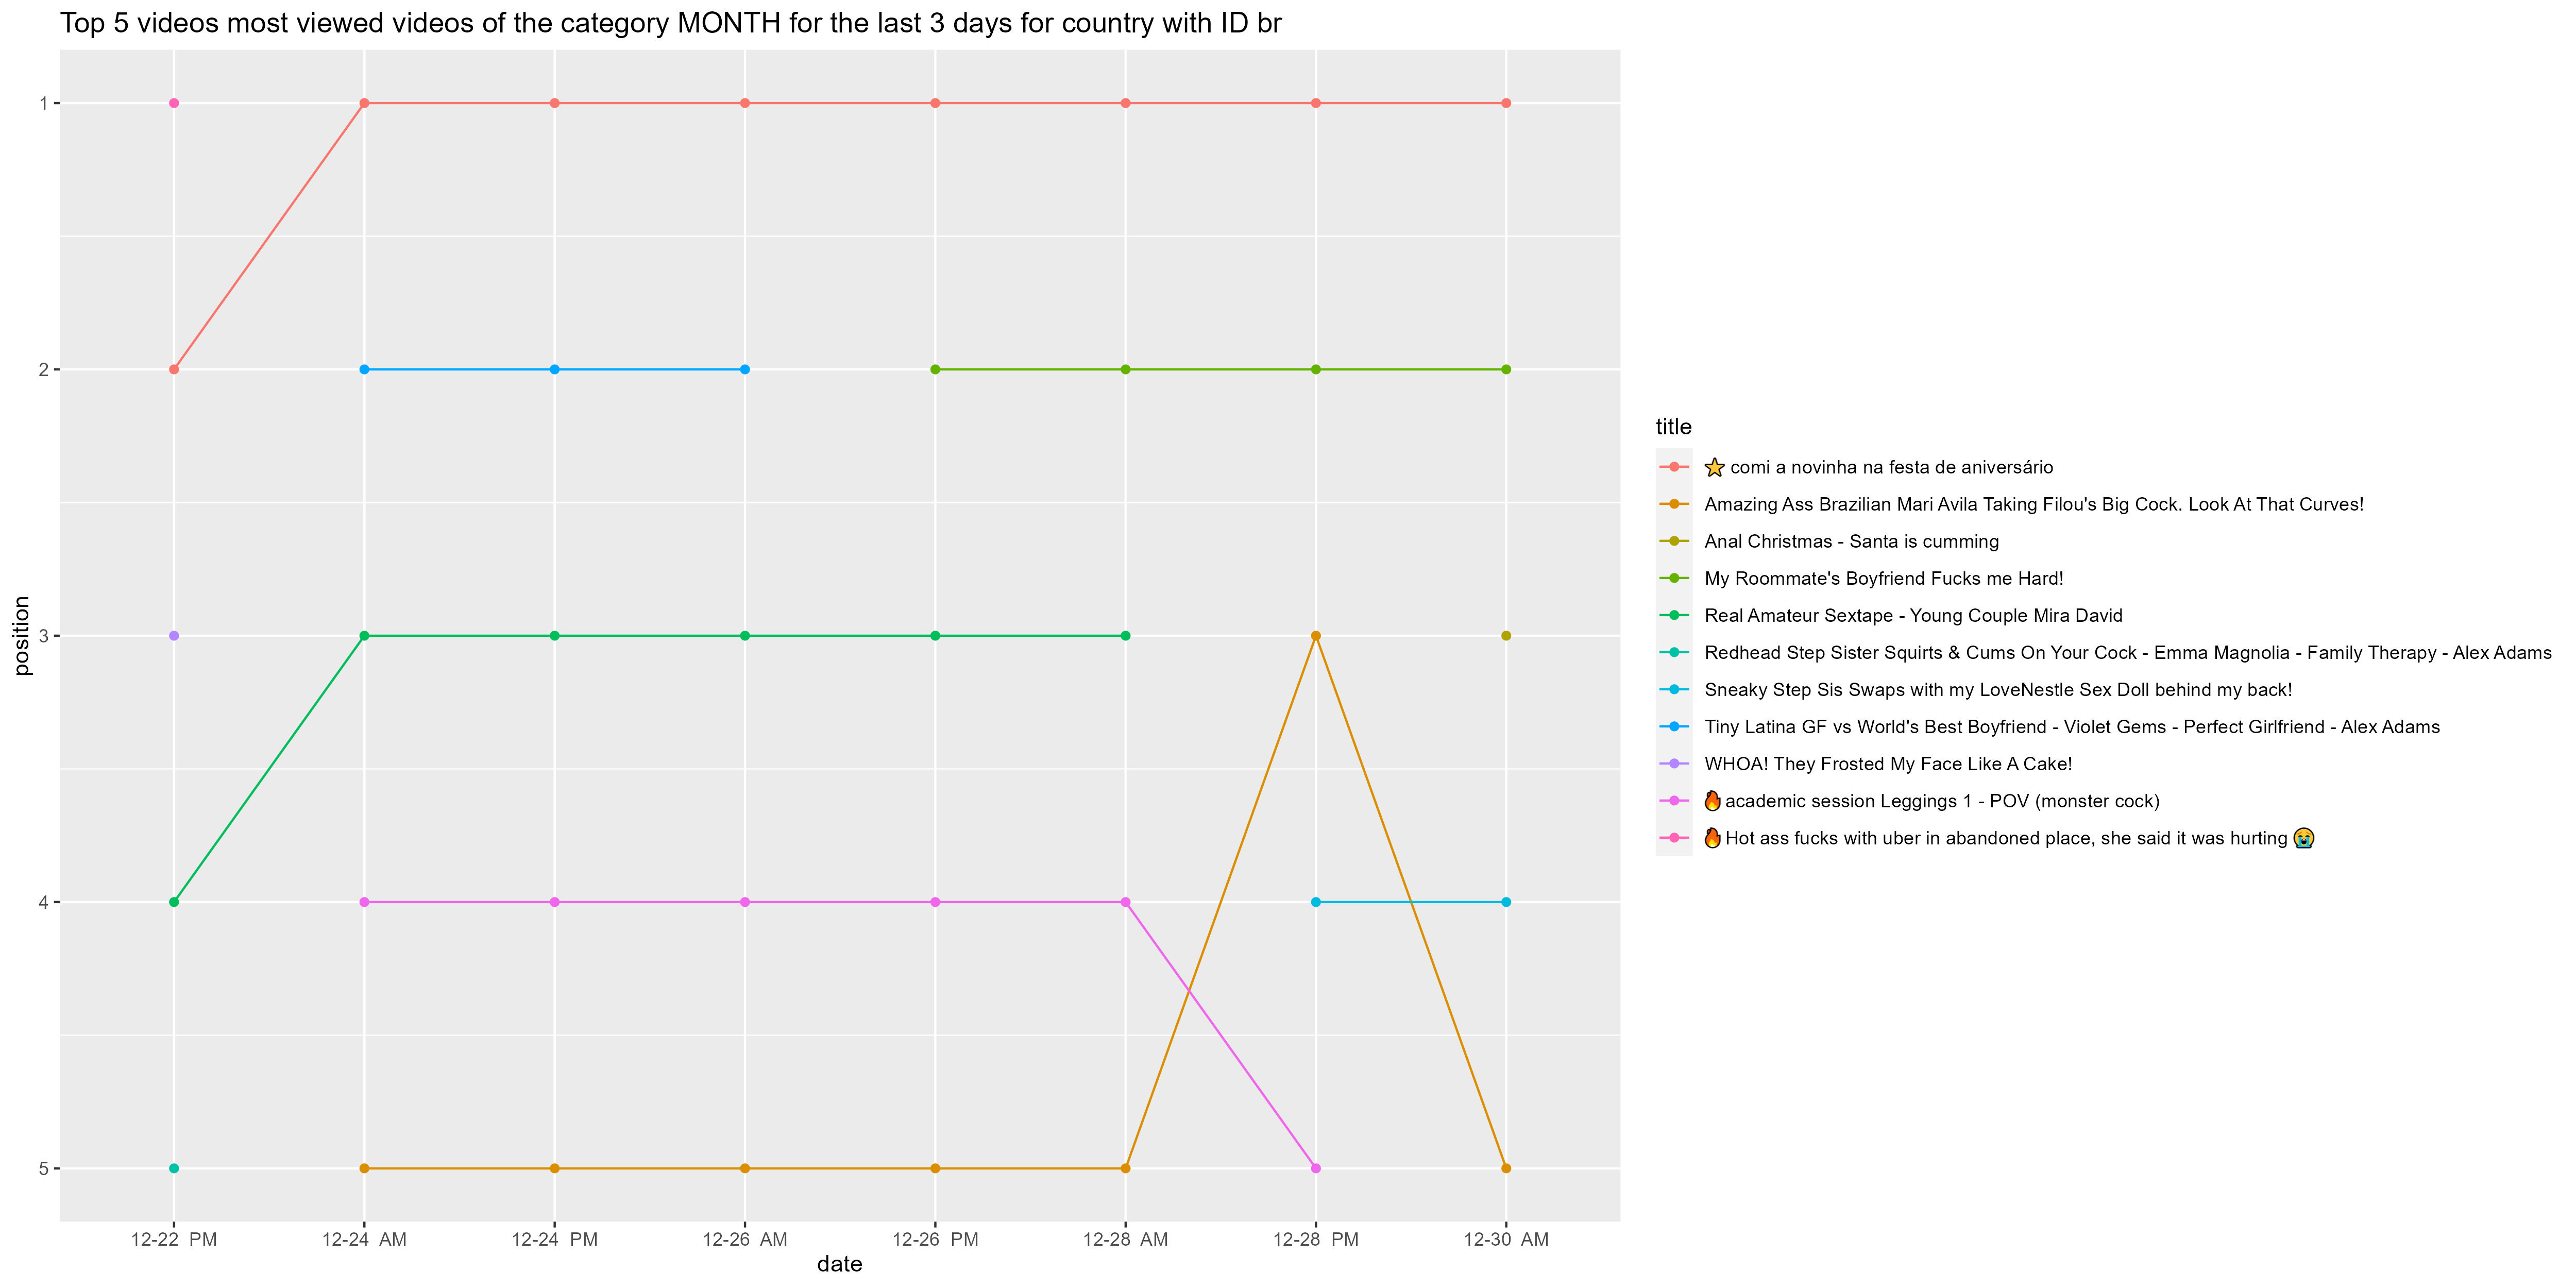 Top 5 videos most viewed videos of the category MONTH for the last 3 days for country with ID br
position
1
2
3
4
5
12-22 PM
12-24 AM
12-24 PM
12-26 AM
12-26 PM
12-28 AM
12-28 PM
12-30 AM
date
title
⭐ comi a novinha na festa de aniversário
Amazing Ass Brazilian Mari Avila Taking Filou's Big Cock. Look At That Curves!
Anal Christmas - Santa is cumming
My Roommate's Boyfriend Fucks me Hard!
Real Amateur Sextape - Young Couple Mira David
Redhead Step Sister Squirts & Cums On Your Cock - Emma Magnolia - Family Therapy - Alex Adams
Sneaky Step Sis Swaps with my LoveNestle Sex Doll behind my back!
Tiny Latina GF vs World's Best Boyfriend - Violet Gems - Perfect Girlfriend - Alex Adams
WHOA! They Frosted My Face Like A Cake!
🔥academic session Leggings 1 - POV (monster cock)
🔥Hot ass fucks with uber in abandoned place, she said it was hurting 😭